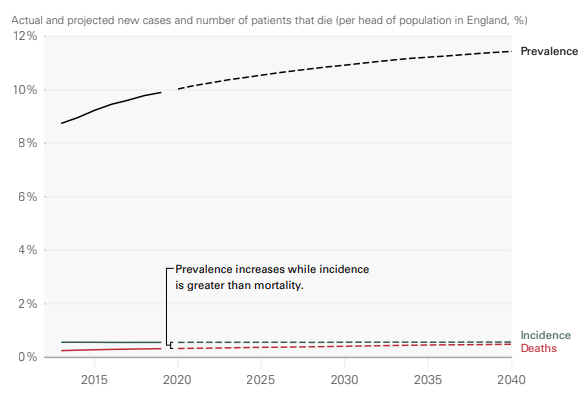 Actual and projected new cases and number of patients that die (per head of population in England, %)
12%
Prevalence
10%
8%
6%
4%
Prevalence increases while incidence
is greater than mortality.
2%
Incidence
Deaths
0%
2015 2020 2025 2030 2035 2040